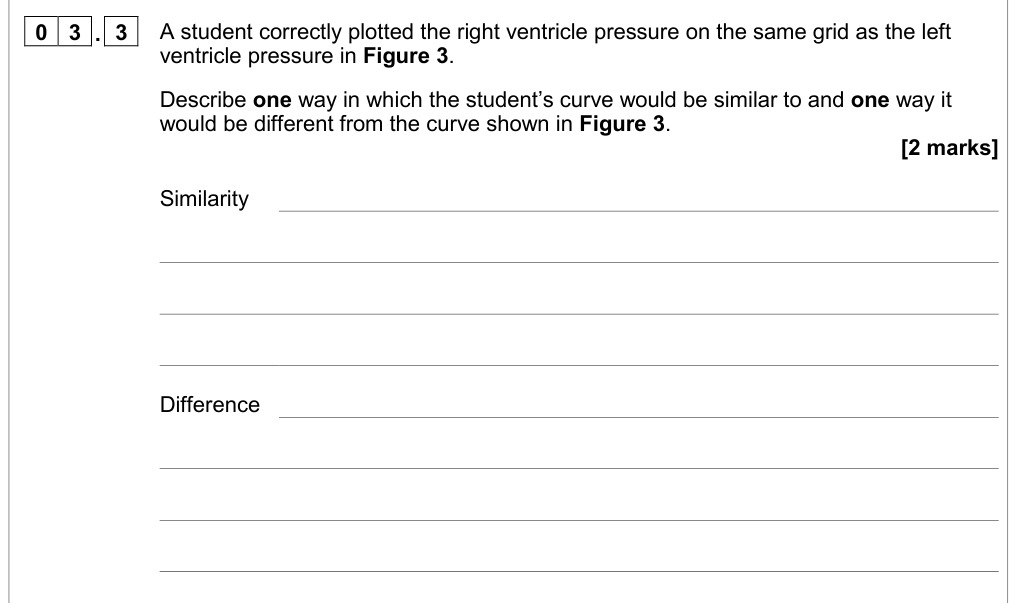 0 3 . 3 A student correctly plotted the right ventricle pressure on the same grid as the left
ventricle pressure in Figure 3.
Describe one way in which the student’s curve would be similar to and one way it
would be different from the curve shown in Figure 3.
[2 marks]
Similarity
Difference